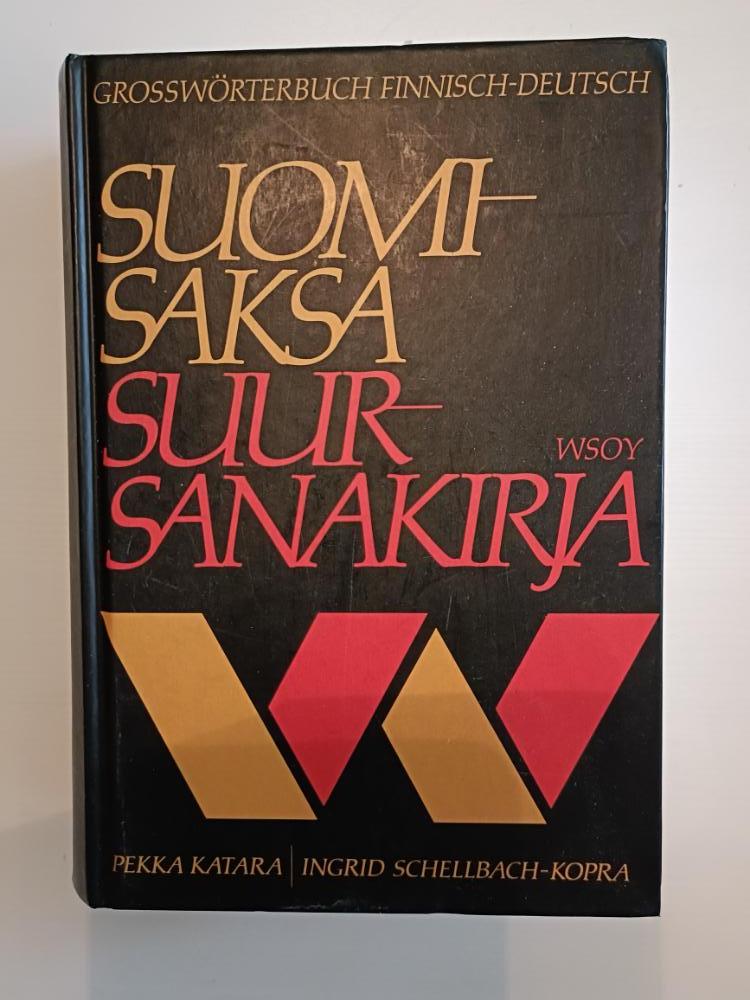 GROSSWÖRTERBUCH FINNISCH-DEUTSCH
SUOMI-
SAKSA
SUUR-
WSOY
SANAKIRJA
PEKKA KATARA | INGRID SCHELLBACH-KOPRA